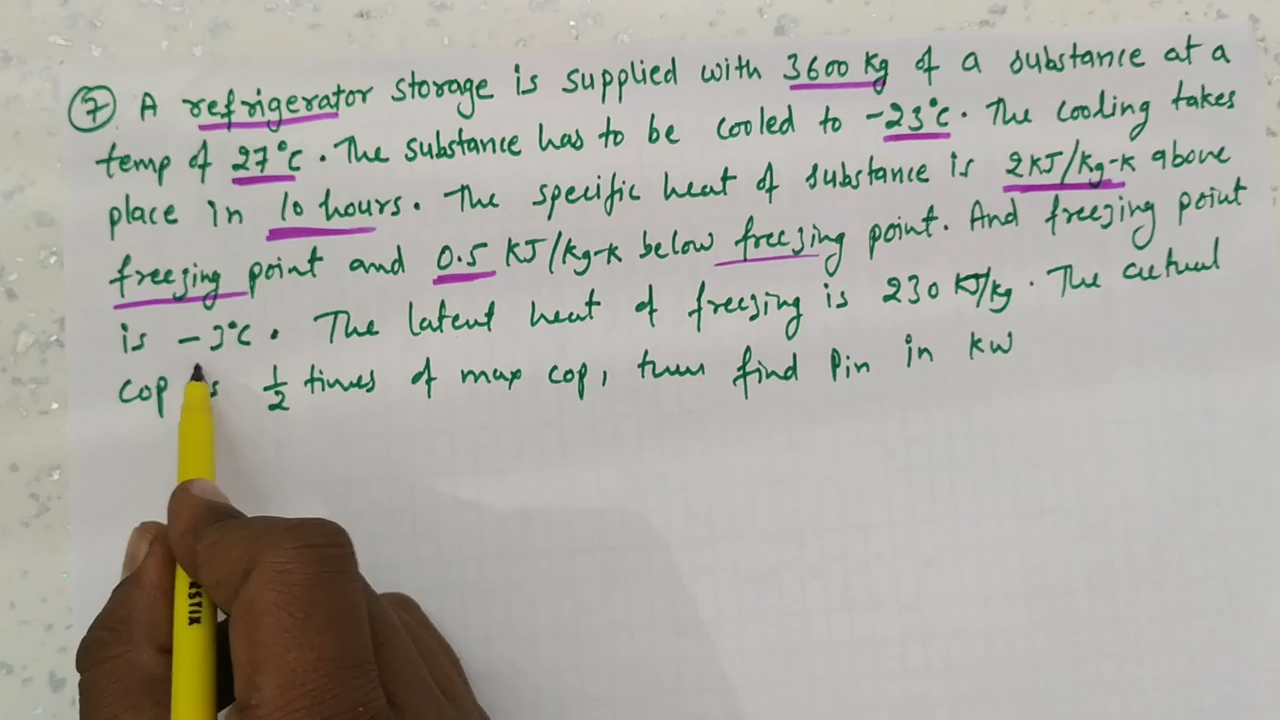 7 A refrigerator storage is supplied with 3600 kg of a substance at a
temp of 27°C. The substance has to be cooled to -23°C. The cooling takes
place in 10 hours. The specific heat of substance is 2 KJ/Kg-K above
freezing point and 0.5 KJ/Kg-K below freezing point. And freezing point
is -3°C. The latent heat of freezing is 230 KJ/Kg. The actual
COP 1/2 times of max cop, then find Pin in kw
ESTIX